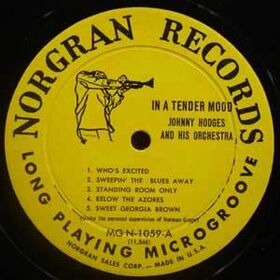 NORGRAN RECORDS
IN A TENDER MOOD
JOHNNY HODGES
AND HIS ORCHESTRA
1. WHO'S EXCITED
2. SWEEPIN' THE BLUES AWAY
3. STANDING ROOM ONLY
4. BELOW THE AZORES
5. SWEET GEORGIA BROWN
(Under the personal supervision of Norman Granz)
MG N-1059-A
(11,546)
LONG PLAYING MICROGROOVE
NORGRAN SALES CORP. — MADE IN U.S.A.